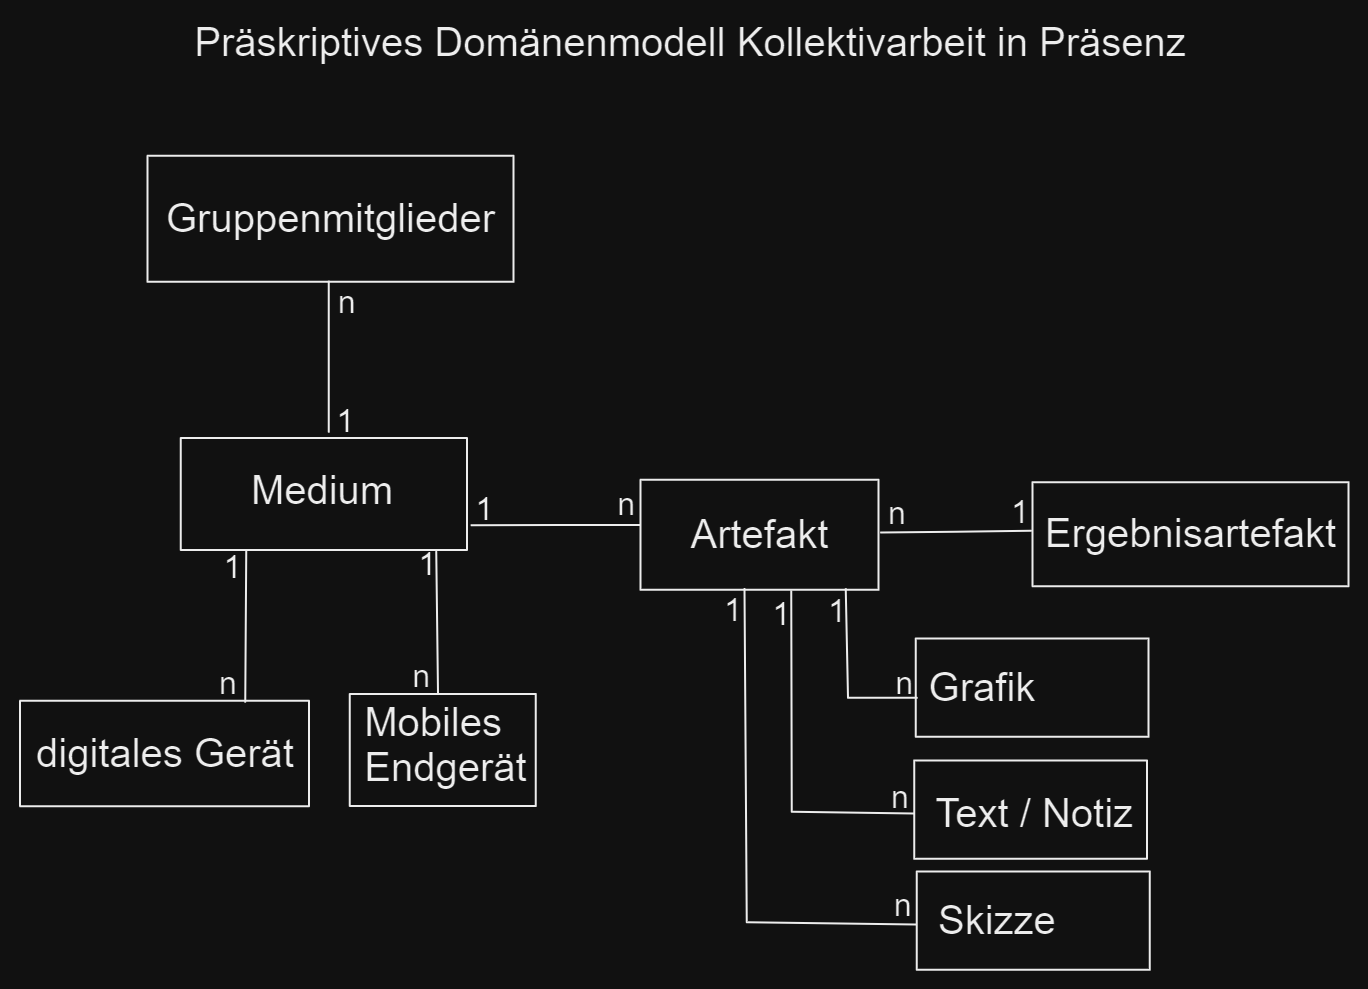 Präskriptives Domänenmodell Kollektivarbeit in Präsenz
Gruppenmitglieder
n
1
Medium
1
n
Artefakt
n
1
Ergebnisartefakt
1
1
1
1
1
n
Grafik
n
n
digitales Gerät
Mobiles
Endgerät
n
Text / Notiz
n
Skizze